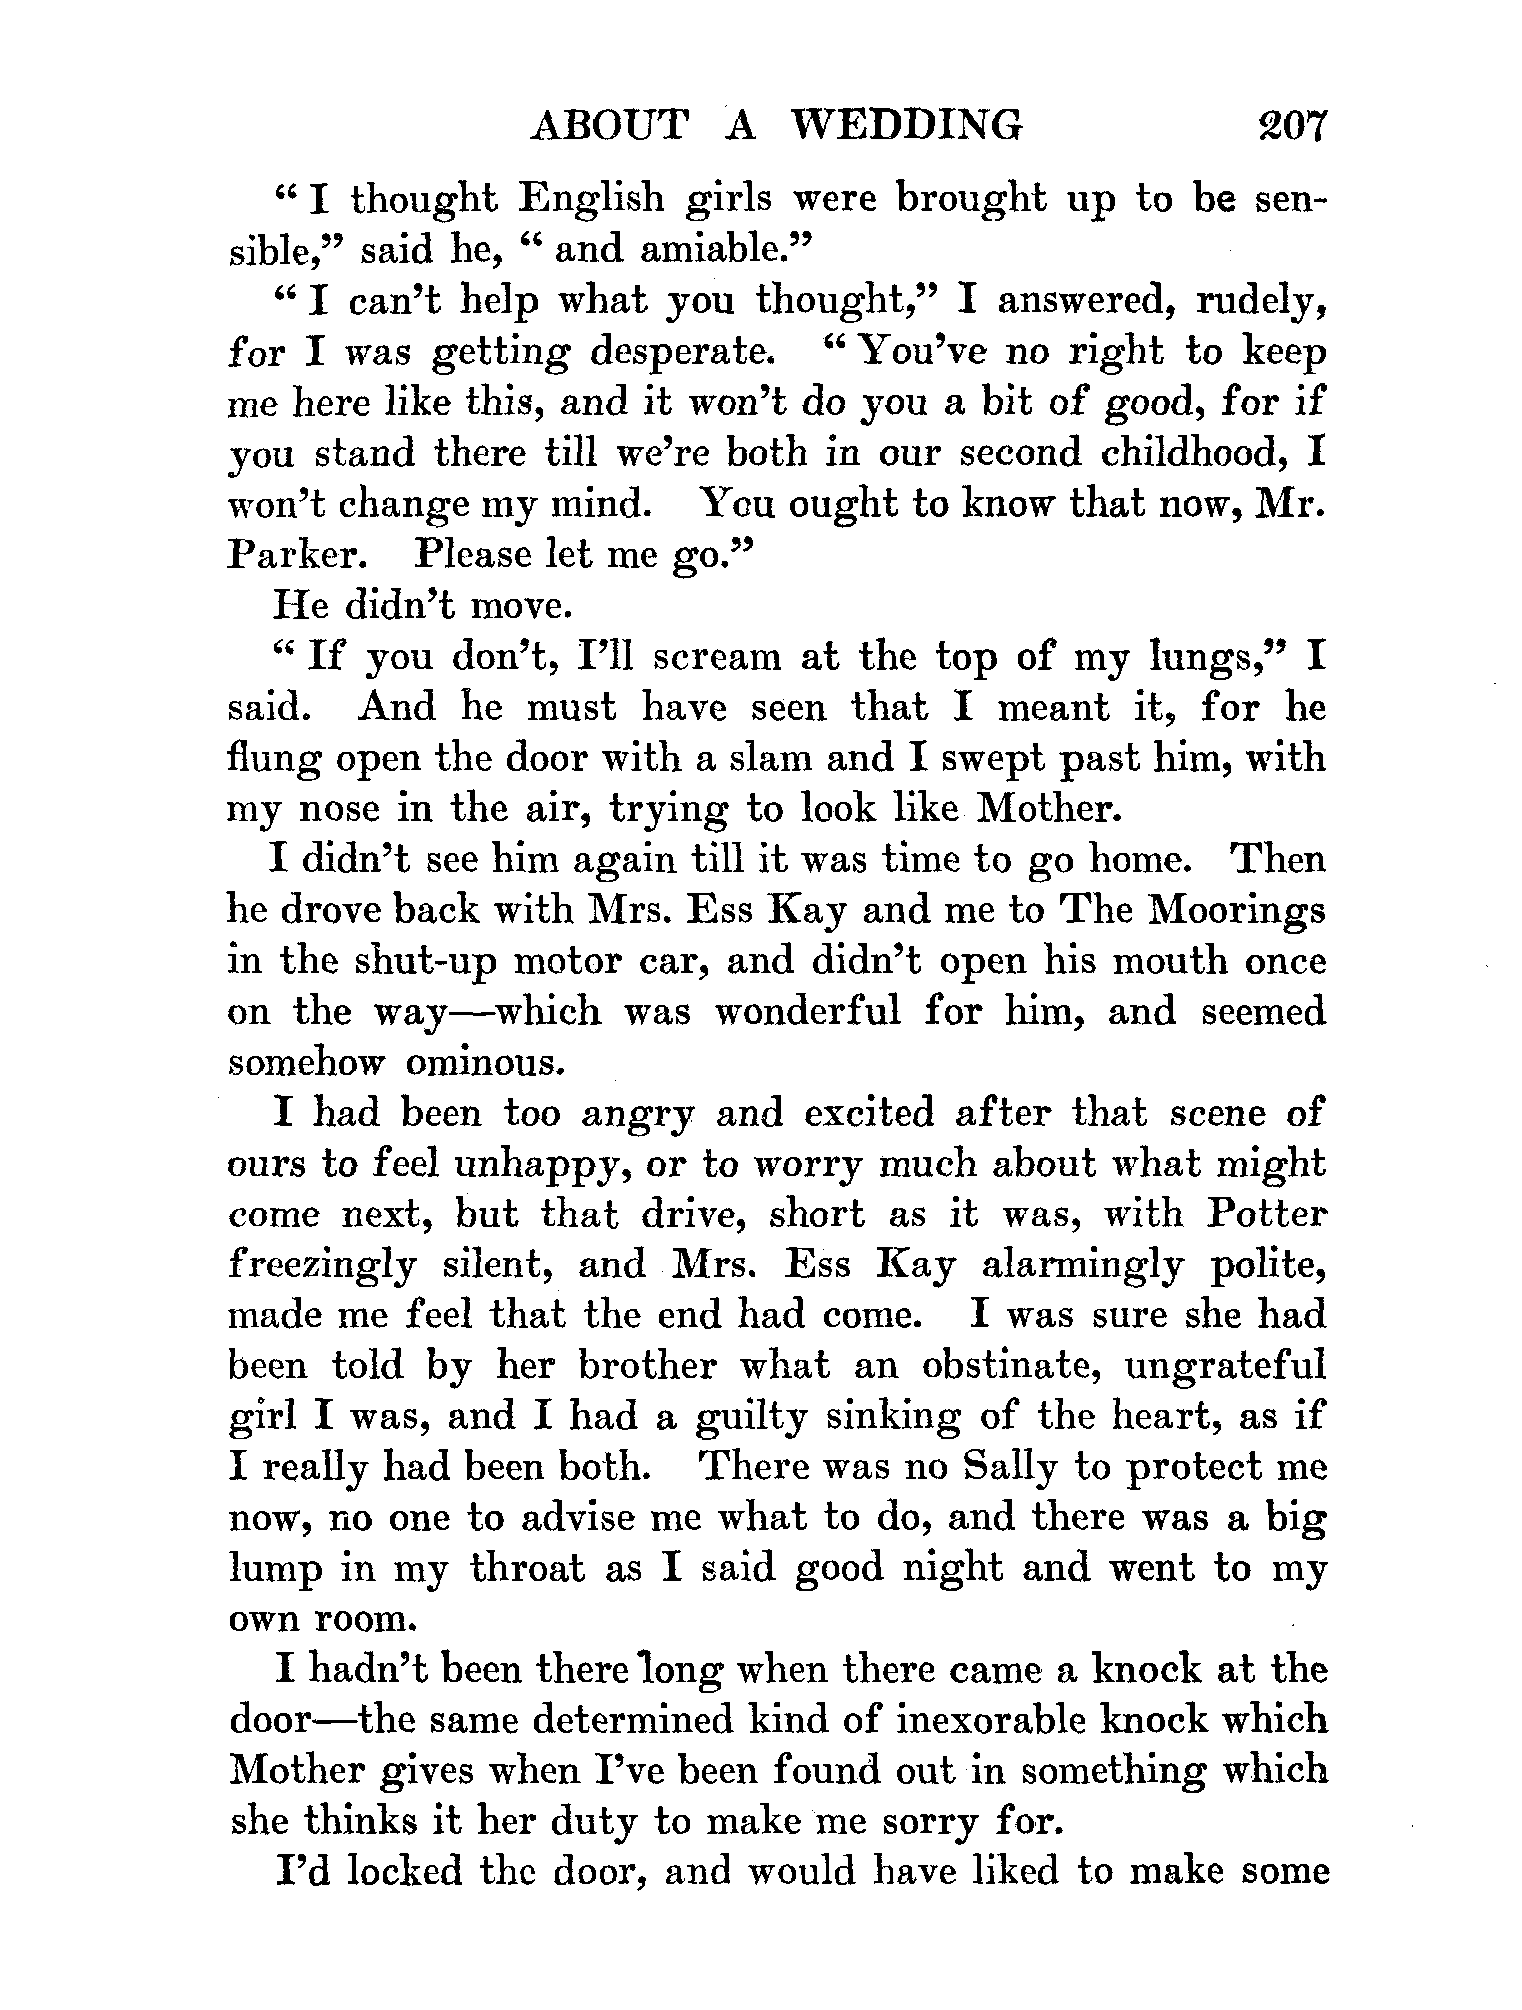 ABOUT A WEDDING 207
“ I thought English girls were brought up to be sen-
sible,” said he, “ and amiable.”
“ I can’t help what you thought,” I answered, rudely,
for I was getting desperate. “ You’ve no right to keep
me here like this, and it won’t do you a bit of good, for if
you stand there till we’re both in our second childhood, I
won’t change my mind. You ought to know that now, Mr.
Parker. Please let me go.”
He didn’t move.
“ If you don’t, I’ll scream at the top of my lungs,” I
said. And he must have seen that I meant it, for he
flung open the door with a slam and I swept past him, with
my nose in the air, trying to look like Mother.
I didn’t see him again till it was time to go home. Then
he drove back with Mrs. Ess Kay and me to The Moorings
in the shut-up motor car, and didn’t open his mouth once
on the way—which was wonderful for him, and seemed
somehow ominous.
I had been too angry and excited after that scene of
ours to feel unhappy, or to worry much about what might
come next, but that drive, short as it was, with Potter
freezingly silent, and Mrs. Ess Kay alarmingly polite,
made me feel that the end had come. I was sure she had
been told by her brother what an obstinate, ungrateful
girl I was, and I had a guilty sinking of the heart, as if
I really had been both. There was no Sally to protect me
now, no one to advise me what to do, and there was a big
lump in my throat as I said good night and went to my
own room.
I hadn’t been there long when there came a knock at the
door—the same determined kind of inexorable knock which
Mother gives when I’ve been found out in something which
she thinks it her duty to make me sorry for.
I’d locked the door, and would have liked to make some